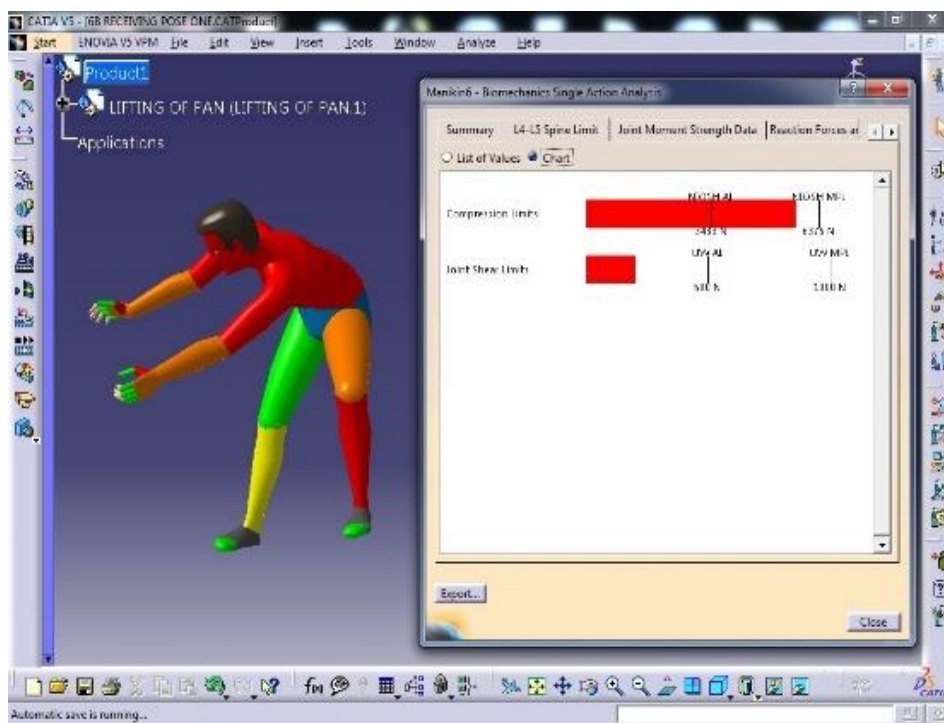 CATIA V5 - [6B RECEIVING POSE ONE.CATProduct]
Start ENOVIA V5 VPM File Edit View Insert Tools Window Analyze Help
Product1
LIFTING OF PAN (LIFTING OF PAN.1)
Applications
Manikin6 - Biomechanics Single Action Analysis
Summary L4-L5 Spine Limit Joint Moment Strength Data Reaction Forces a
List of Values Chart
NIOSH AL NIOSH MPL
Compression Limits
3433 N 6375 N
UW AL UW MPL
Joint Shear Limits
500 N 1000 N
Export...
Close
Automatic save is running...